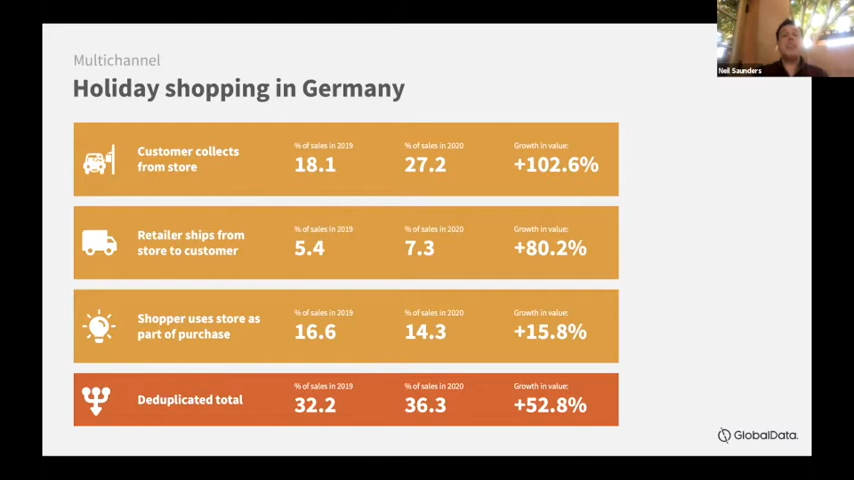 Multichannel
Holiday shopping in Germany
Neil Saunders
Customer collects
from store
% of sales in 2019
18.1
% of sales in 2020
27.2
Growth in value:
+102.6%
Retailer ships from
store to customer
% of sales in 2019
5.4
% of sales in 2020
7.3
Growth in value:
+80.2%
Shopper uses store as
part of purchase
% of sales in 2019
16.6
% of sales in 2020
14.3
Growth in value:
+15.8%
Deduplicated total
% of sales in 2019
32.2
% of sales in 2020
36.3
Growth in value:
+52.8%
GlobalData.